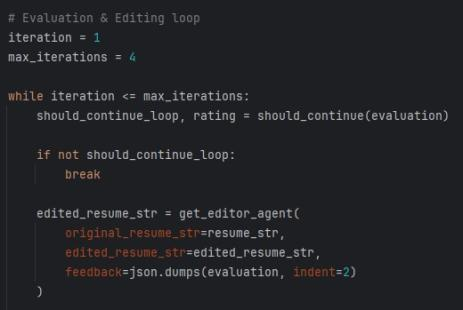 # Evaluation & Editing loop
iteration = 1
max_iterations = 4
while iteration <= max_iterations:
should_continue_loop, rating = should_continue(evaluation)
if not should_continue_loop:
break
edited_resume_str = get_editor_agent(
original_resume_str=resume_str,
edited_resume_str=edited_resume_str,
feedback=json.dumps(evaluation, indent=2)
)